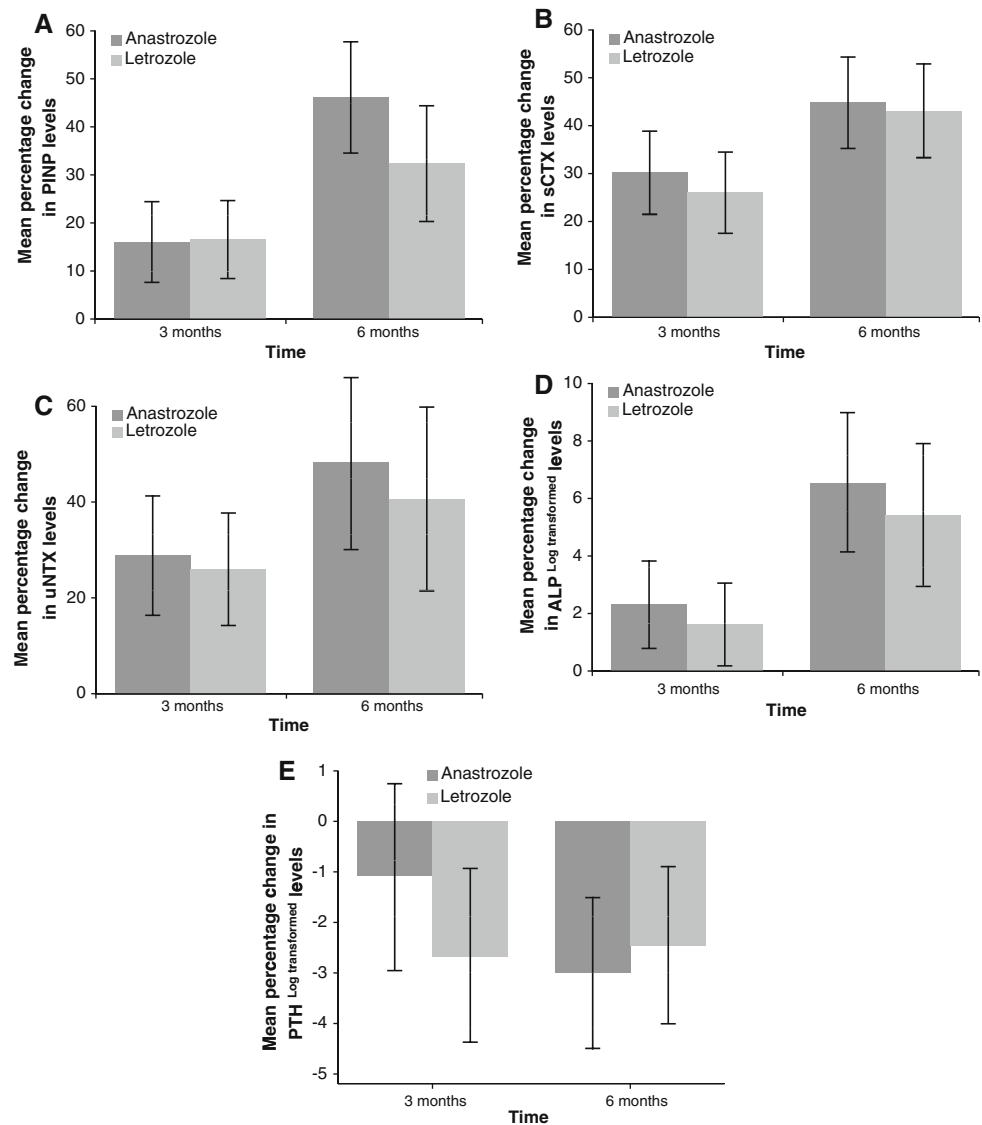 A
60
50
40
30
20
10
0
Anastrozole
Letrozole
Mean percentage change
in PINP levels
3 months
6 months
Time
B
60
50
40
30
20
10
0
Anastrozole
Letrozole
Mean percentage change
in sCTX levels
3 months
6 months
Time
C
60
40
20
0
Anastrozole
Letrozole
Mean percentage change
in uNTX levels
3 months
6 months
Time
D
10
8
6
4
2
0
Anastrozole
Letrozole
Mean percentage change
in ALP Log transformed levels
3 months
6 months
Time
E
1
0
-1
-2
-3
-4
-5
Anastrozole
Letrozole
Mean percentage change in
PTH Log transformed levels
3 months
6 months
Time